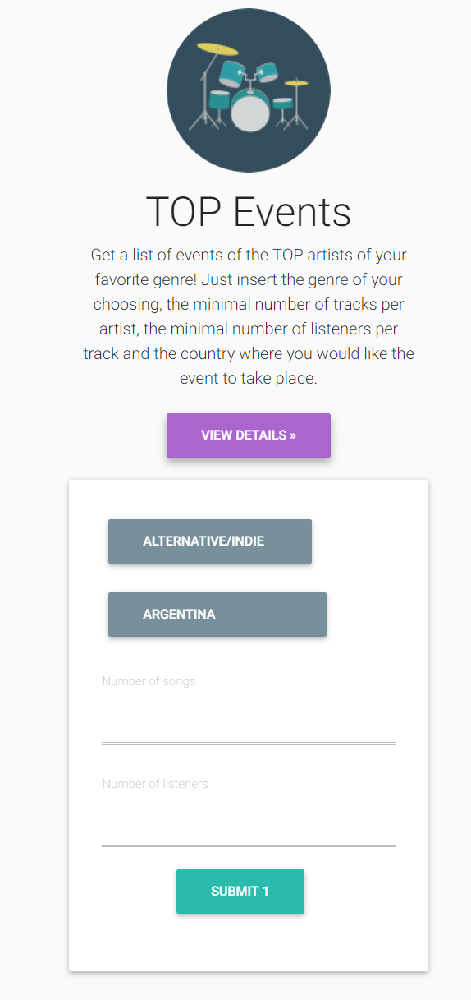 TOP Events
Get a list of events of the TOP artists of your
favorite genre! Just insert the genre of your
choosing, the minimal number of tracks per
artist, the minimal number of listeners per
track and the country where you would like the
event to take place.
VIEW DETAILS »
ALTERNATIVE/INDIE
ARGENTINA
Number of songs
Number of listeners
SUBMIT 1